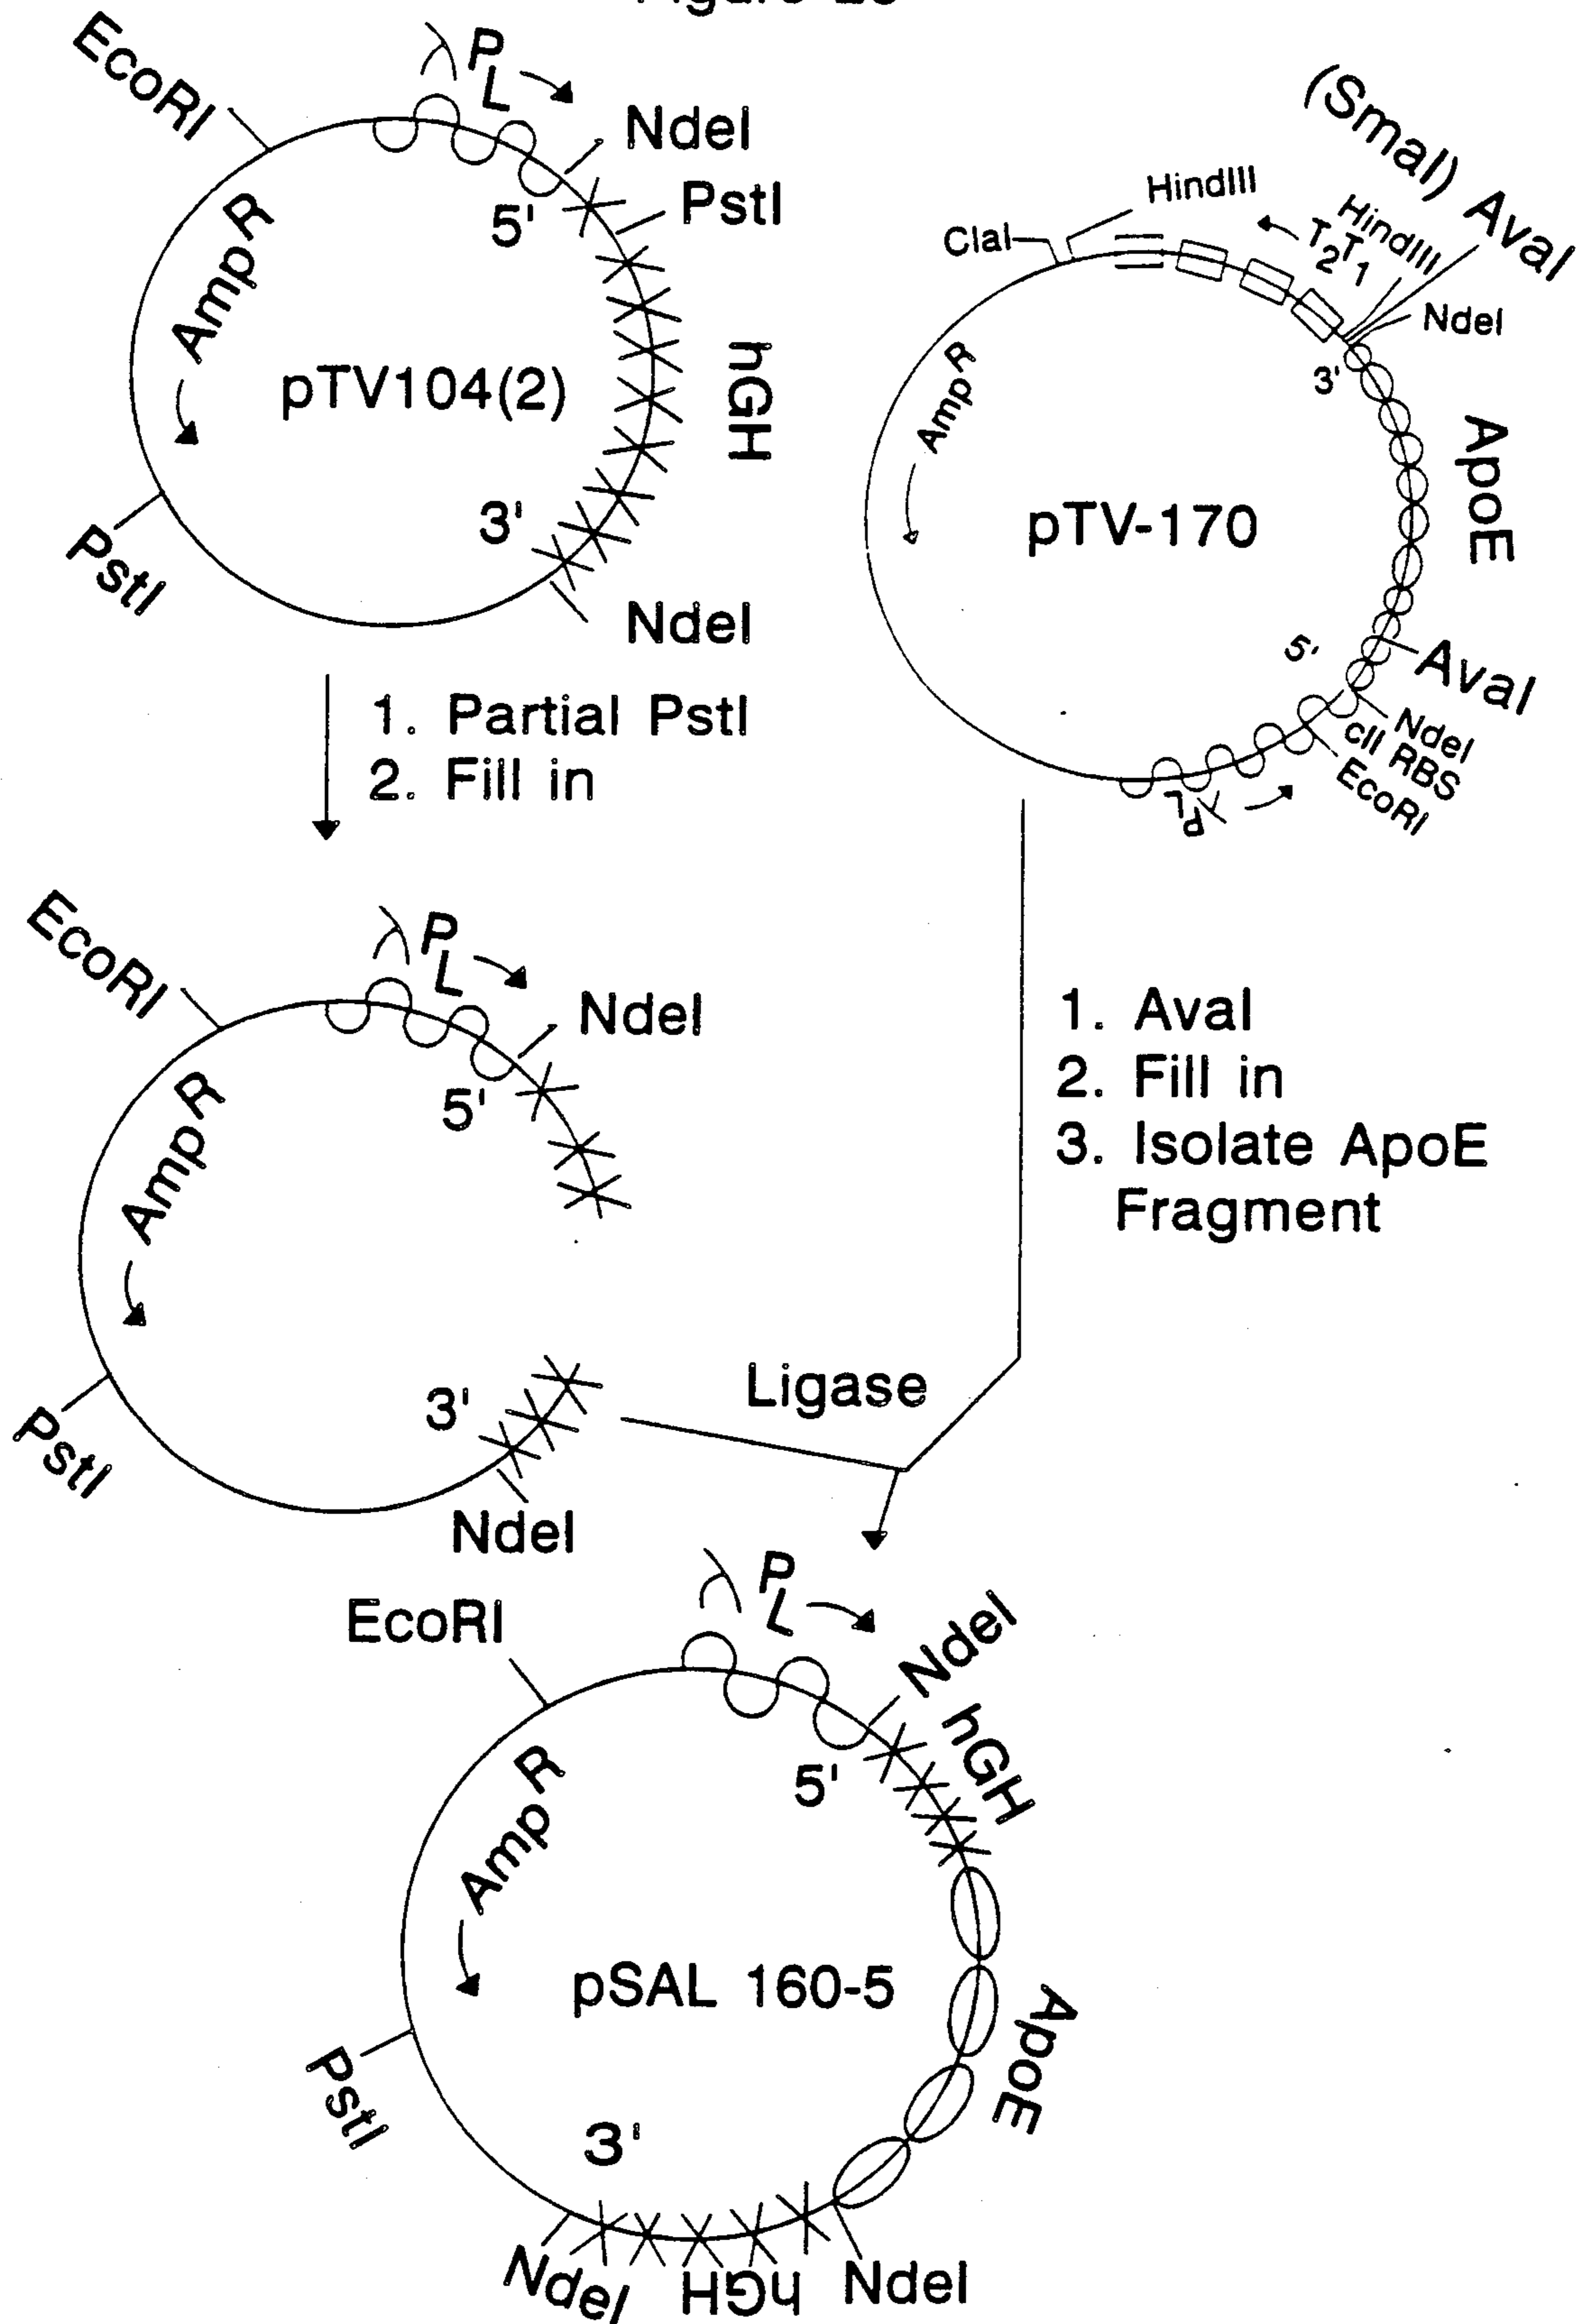 EcoRI
λ PL
NdeI
PstI
5'
AmpR
pTV104(2)
hGH
3'
PstI
NdeI
(SmaI) AvaI
HindIII
ClaI
T2T1
HindIII
NdeI
3'
AmpR
ApoE
pTV-170
5'
AvaI
NdeI
cII RBS
EcoRI
λ PL
1. Partial PstI
2. Fill in
EcoRI
λ PL
NdeI
5'
AmpR
1. AvaI
2. Fill in
3. Isolate ApoE
Fragment
3'
PstI
NdeI
Ligase
EcoRI
λ PL
NdeI
hGH
5'
AmpR
pSAL 160-5
ApoE
PstI
3'
NdeI
hGH
NdeI